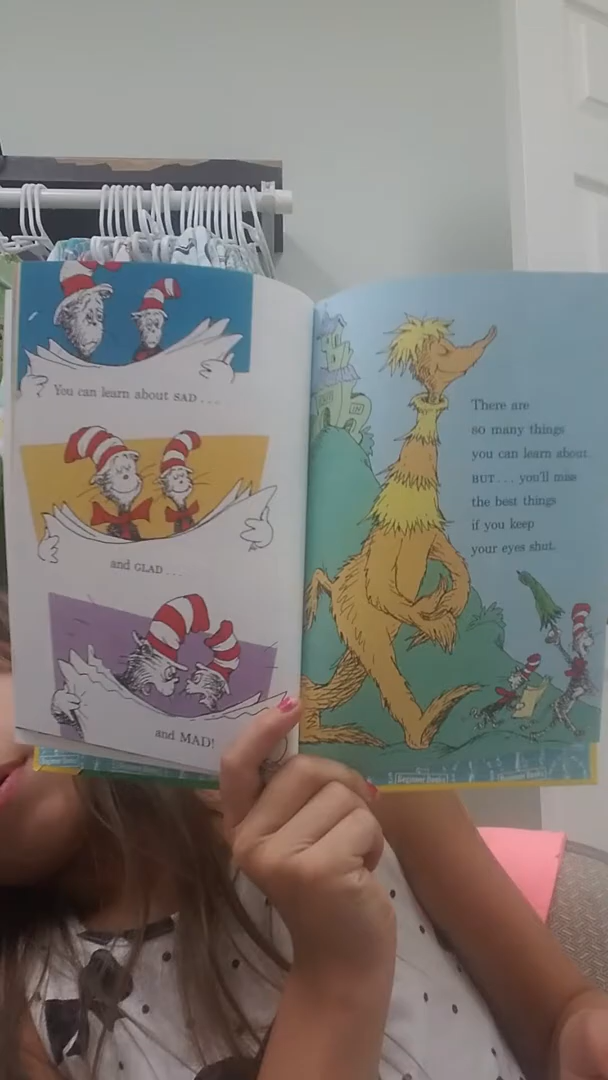 You can learn about SAD . . .
and GLAD . . .
and MAD!
There are
so many things
you can learn about.
BUT . . . you'll miss
the best things
if you keep
your eyes shut.